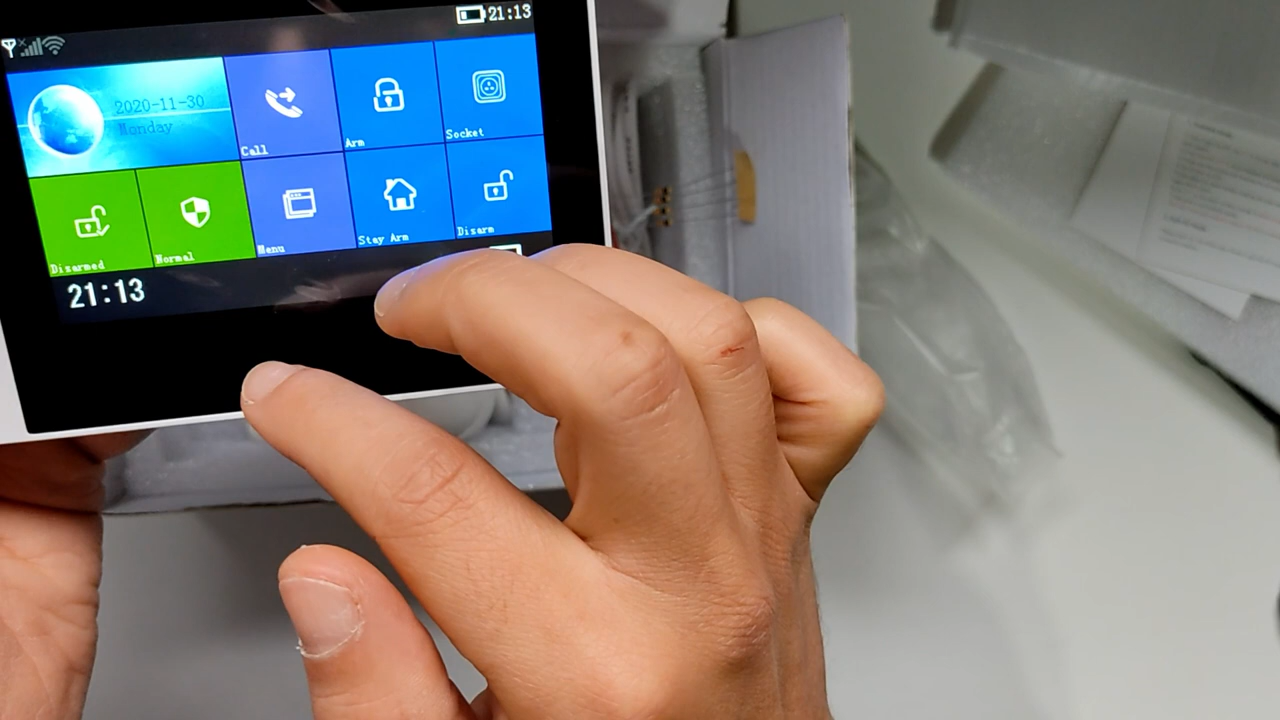 21:13
2020-11-30
Monday
Call
Arm
Socket
Disarmed
Normal
Menu
Stay Arm
Disarm
21:13